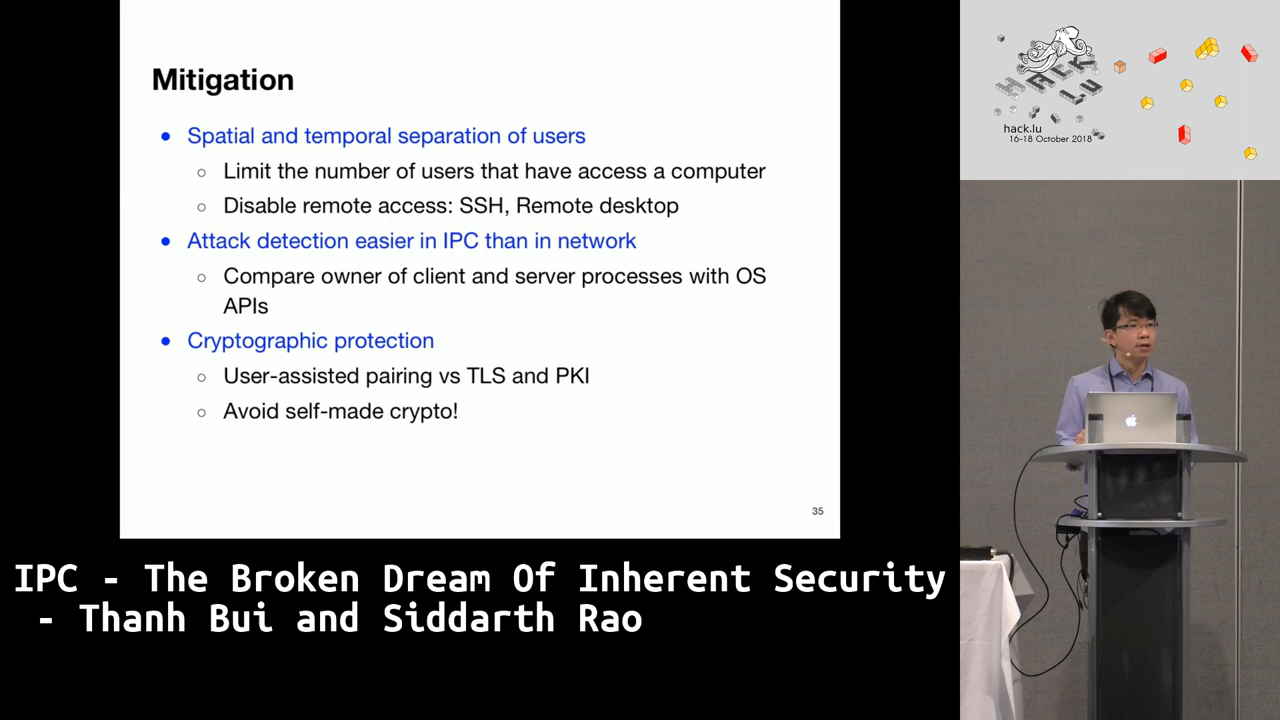 Mitigation
● Spatial and temporal separation of users
○ Limit the number of users that have access a computer
○ Disable remote access: SSH, Remote desktop
● Attack detection easier in IPC than in network
○ Compare owner of client and server processes with OS
APIs
● Cryptographic protection
○ User-assisted pairing vs TLS and PKI
○ Avoid self-made crypto!
35
IPC - The Broken Dream Of Inherent Security
- Thanh Bui and Siddarth Rao
HACK
LU
hack.lu
16-18 October 2018